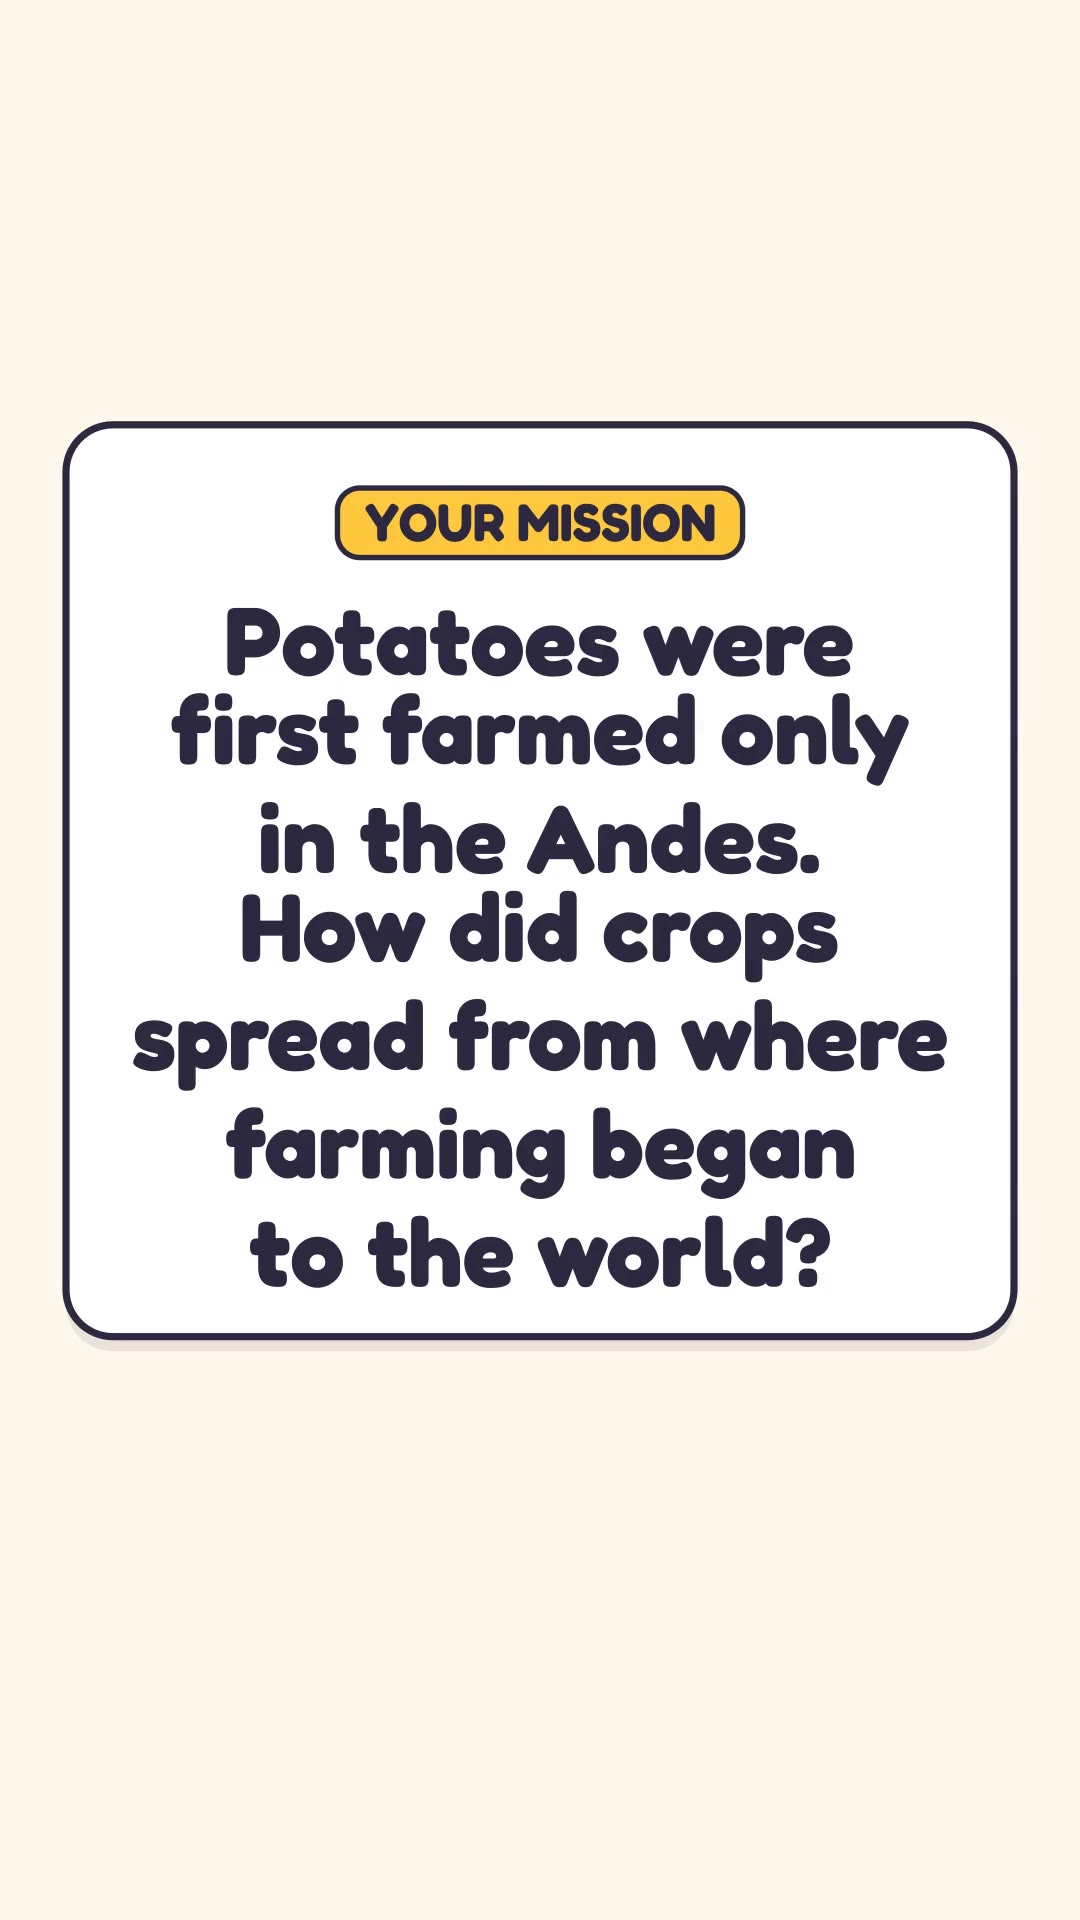 YOUR MISSION
Potatoes were
first farmed only
in the Andes.
How did crops
spread from where
farming began
to the world?